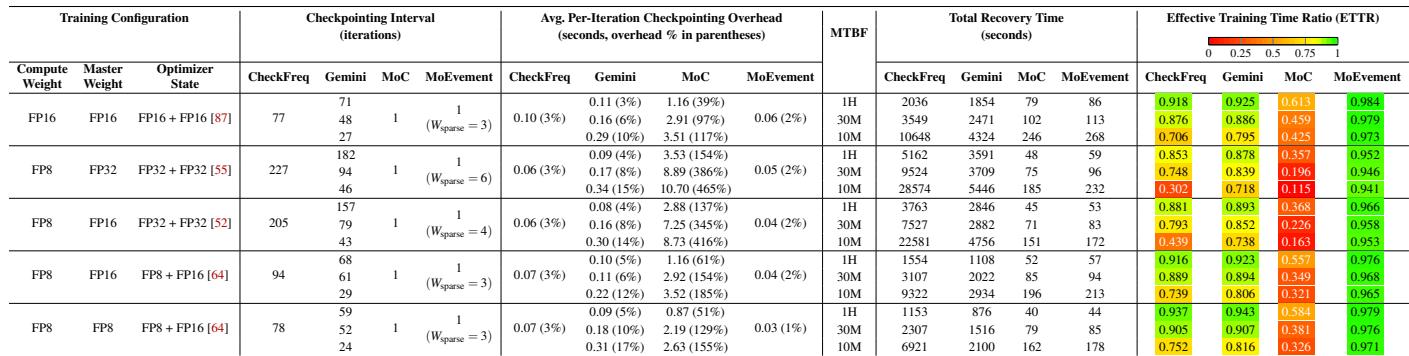 Training Configuration Checkpointing Interval (iterations) Avg. Per-Iteration Checkpointing Overhead (seconds, overhead % in parentheses) MTBF Total Recovery Time (seconds) Effective Training Time Ratio (ETTR)
0 0.25 0.5 0.75 1
Compute Weight Master Weight Optimizer State CheckFreq Gemini MoC MoEvement CheckFreq Gemini MoC MoEvement CheckFreq Gemini MoC MoEvement CheckFreq Gemini MoC MoEvement
71 0.11 (3%) 1.16 (39%) 1H 2036 1854 79 86 0.918 0.925 0.613 0.984
FP16 FP16 FP16 + FP16 [87] 77 48 1 1 (Wsparse = 3) 0.10 (3%) 0.16 (6%) 2.91 (97%) 0.06 (2%) 30M 3549 2471 102 113 0.876 0.886 0.459 0.979
27 0.29 (10%) 3.51 (117%) 10M 10648 4324 246 268 0.706 0.795 0.425 0.973
182 0.09 (4%) 3.53 (154%) 1H 5162 3591 48 59 0.853 0.878 0.357 0.952
FP8 FP32 FP32 + FP32 [55] 227 94 1 1 (Wsparse = 6) 0.06 (3%) 0.17 (8%) 8.89 (386%) 0.05 (2%) 30M 9524 3709 75 96 0.748 0.839 0.196 0.946
46 0.34 (15%) 10.70 (465%) 10M 28574 5446 185 232 0.302 0.718 0.115 0.941
157 0.08 (4%) 2.88 (137%) 1H 3763 2846 45 53 0.881 0.893 0.368 0.966
FP8 FP16 FP32 + FP32 [52] 205 79 1 1 (Wsparse = 4) 0.06 (3%) 0.16 (8%) 7.25 (345%) 0.04 (2%) 30M 7527 2882 71 83 0.793 0.852 0.226 0.958
43 0.30 (14%) 8.73 (416%) 10M 22581 4756 151 172 0.439 0.738 0.163 0.953
68 0.10 (5%) 1.16 (61%) 1H 1554 1108 52 57 0.916 0.923 0.557 0.976
FP8 FP16 FP8 + FP16 [64] 94 61 1 1 (Wsparse = 3) 0.07 (3%) 0.11 (6%) 2.92 (154%) 0.04 (2%) 30M 3107 2022 85 94 0.889 0.894 0.349 0.968
29 0.22 (12%) 3.52 (185%) 10M 9322 2934 196 213 0.739 0.806 0.321 0.965
59 0.09 (5%) 0.87 (51%) 1H 1153 876 40 44 0.937 0.943 0.584 0.979
FP8 FP8 FP8 + FP16 [64] 78 52 1 1 (Wsparse = 3) 0.07 (3%) 0.18 (10%) 2.19 (129%) 0.03 (1%) 30M 2307 1516 79 85 0.905 0.907 0.381 0.976
24 0.31 (17%) 2.63 (155%) 10M 6921 2100 162 178 0.752 0.816 0.326 0.971